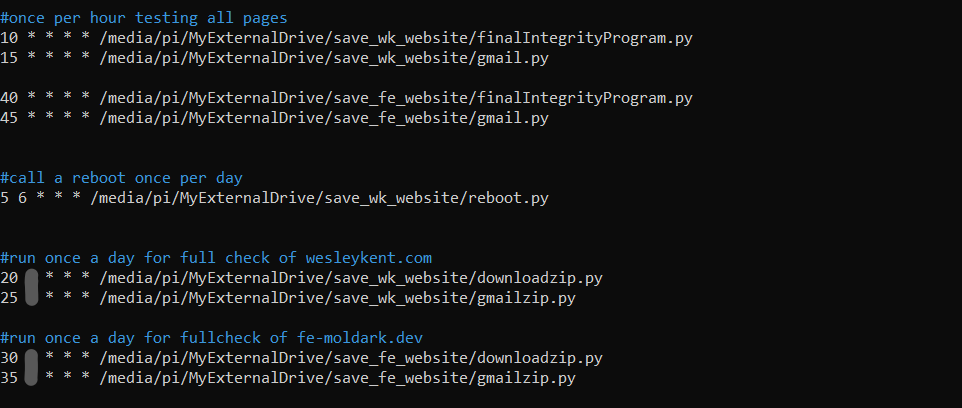 #once per hour testing all pages
10 * * * * /media/pi/MyExternalDrive/save_wk_website/finalIntegrityProgram.py
15 * * * * /media/pi/MyExternalDrive/save_wk_website/gmail.py
40 * * * * /media/pi/MyExternalDrive/save_fe_website/finalIntegrityProgram.py
45 * * * * /media/pi/MyExternalDrive/save_fe_website/gmail.py
#call a reboot once per day
5 6 * * * /media/pi/MyExternalDrive/save_wk_website/reboot.py
#run once a day for full check of wesleykent.com
20 * * * /media/pi/MyExternalDrive/save_wk_website/downloadzip.py
25 * * * /media/pi/MyExternalDrive/save_wk_website/gmailzip.py
#run once a day for fullcheck of fe-moldark.dev
30 * * * /media/pi/MyExternalDrive/save_fe_website/downloadzip.py
35 * * * /media/pi/MyExternalDrive/save_fe_website/gmailzip.py